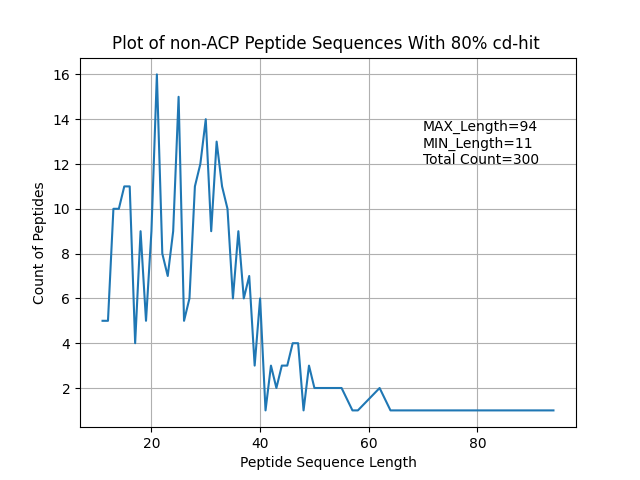 Plot of non-ACP Peptide Sequences With 80% cd-hit
16
14
12
10
8
6
4
2
Count of Peptides
MAX_Length=94
MIN_Length=11
Total Count=300
20 40 60 80
Peptide Sequence Length